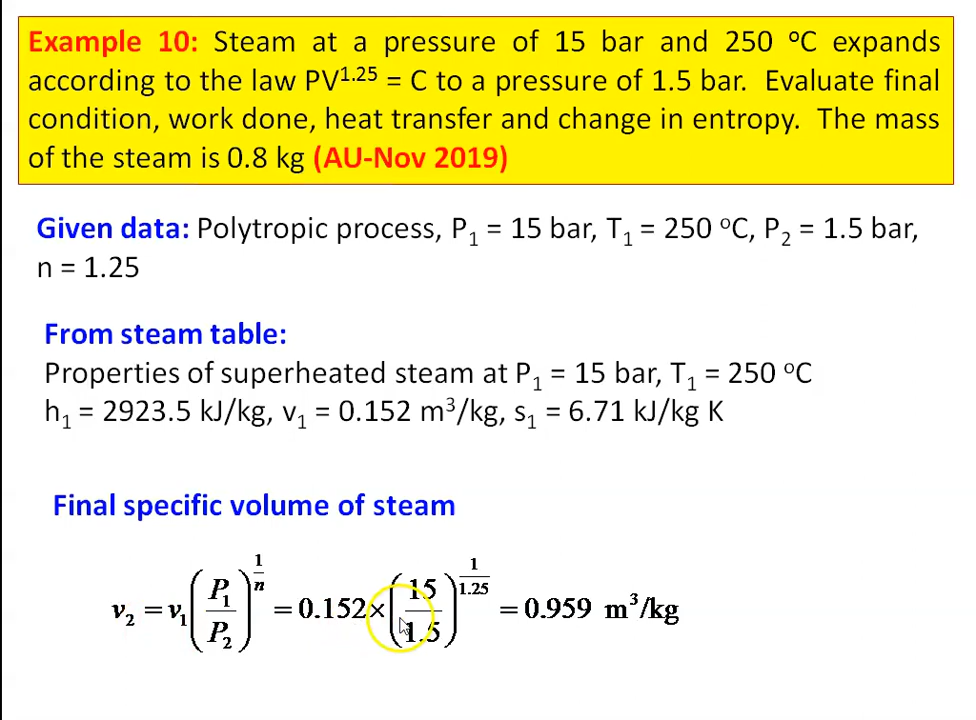 Example 10: Steam at a pressure of 15 bar and 250 ᵒC expands
according to the law PV¹·²⁵ = C to a pressure of 1.5 bar. Evaluate final
condition, work done, heat transfer and change in entropy. The mass
of the steam is 0.8 kg (AU-Nov 2019)
Given data: Polytropic process, P₁ = 15 bar, T₁ = 250 ᵒC, P₂ = 1.5 bar,
n = 1.25
From steam table:
Properties of superheated steam at P₁ = 15 bar, T₁ = 250 ᵒC
h₁ = 2923.5 kJ/kg, v₁ = 0.152 m³/kg, s₁ = 6.71 kJ/kg K
Final specific volume of steam
v₂ = v₁ (P₁/P₂)^(1/n) = 0.152 × (15/1.5)^(1/1.25) = 0.959 m³/kg